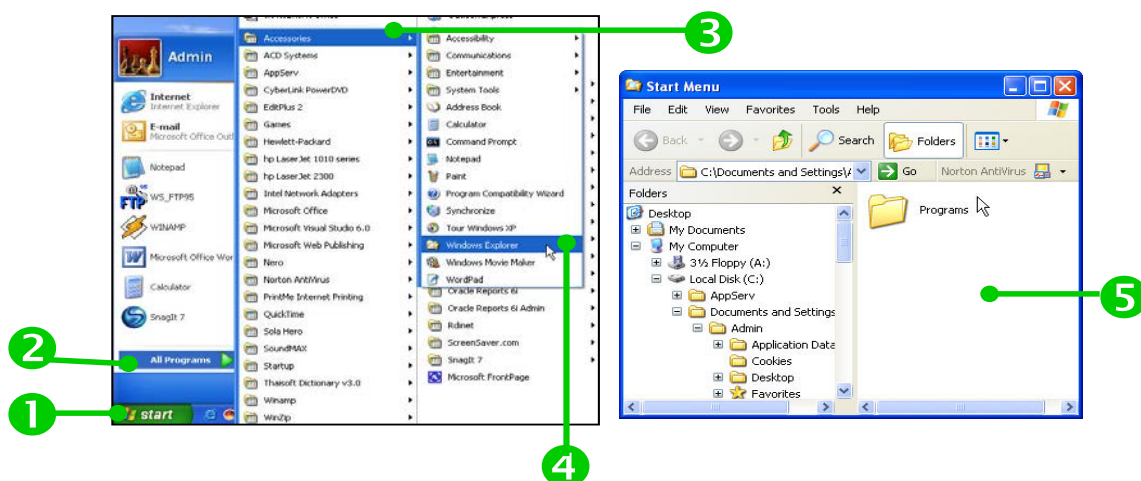 Admin
Internet
Internet Explorer
E-mail
Microsoft Office Outl
Notepad
WS_FTP95
WINAMP
Microsoft Office Wor
Calculator
SnagIt 7
All Programs
start
Accessories
ACD Systems
AppServ
CyberLink PowerDVD
EditPlus 2
Games
Hewlett-Packard
hp LaserJet 1010 series
hp LaserJet 2300
Intel Network Adapters
Microsoft Office
Microsoft Visual Studio 6.0
Microsoft Web Publishing
Nero
Norton AntiVirus
PrintMe Internet Printing
QuickTime
Sola Hero
SoundMAX
Startup
Thaisoft Dictionary v3.0
Winamp
WinZip
Accessibility
Communications
Entertainment
System Tools
Address Book
Calculator
Command Prompt
Notepad
Paint
Program Compatibility Wizard
Synchronize
Tour Windows XP
Windows Explorer
Windows Movie Maker
WordPad
Oracle Reports 6i
Oracle Reports 6i Admin
Rdinet
ScreenSaver.com
SnagIt 7
Microsoft FrontPage
1
2
3
4
Start Menu
File Edit View Favorites Tools Help
Back Search Folders
Address C:\Documents and Settings\A Go Norton AntiVirus
Folders
Desktop
My Documents
My Computer
3½ Floppy (A:)
Local Disk (C:)
AppServ
Documents and Settings
Admin
Application Data
Cookies
Desktop
Favorites
Programs
5